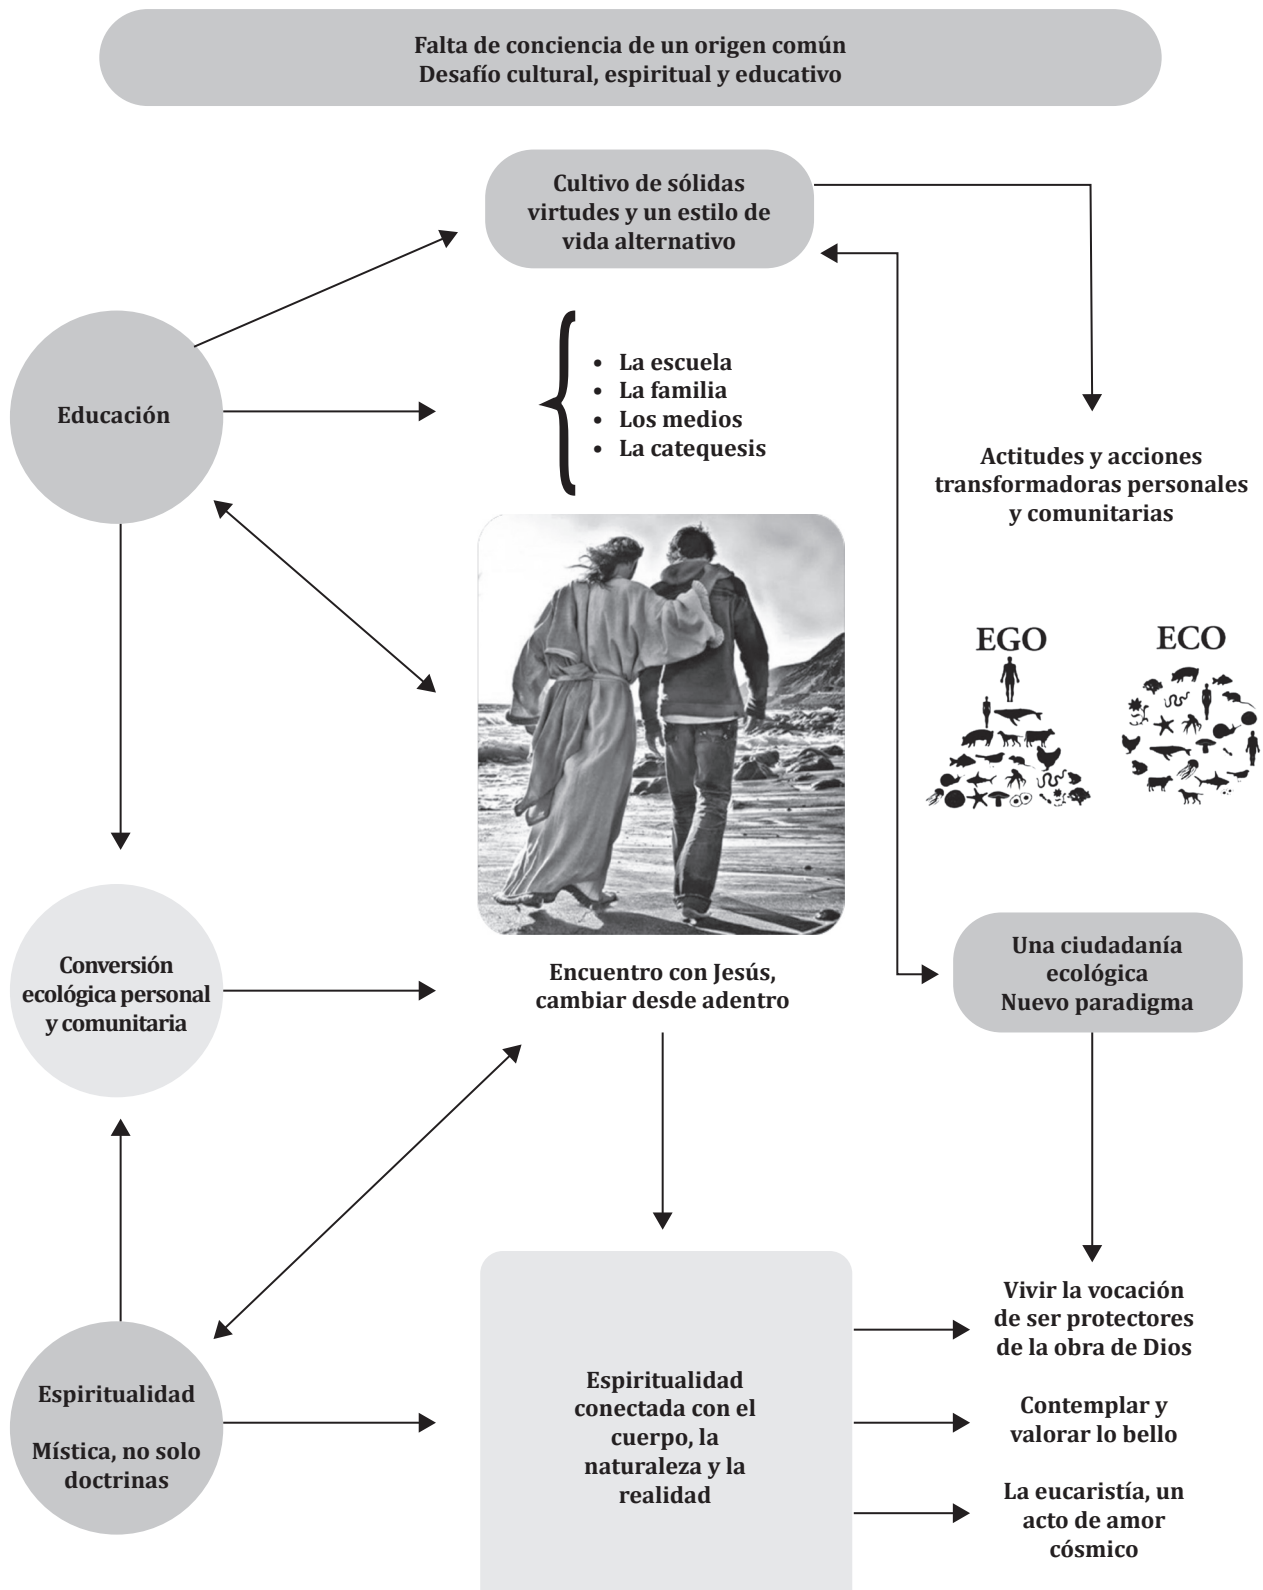 Falta de conciencia de un origen común
Desafío cultural, espiritual y educativo
Cultivo de sólidas
virtudes y un estilo de
vida alternativo
Educación
• La escuela
• La familia
• Los medios
• La catequesis
Actitudes y acciones
transformadoras personales
y comunitarias
EGO
ECO
Conversión
ecológica personal
y comunitaria
Encuentro con Jesús,
cambiar desde adentro
Una ciudadanía
ecológica
Nuevo paradigma
Espiritualidad
Mística, no solo
doctrinas
Espiritualidad
conectada con el
cuerpo, la
naturaleza y la
realidad
Vivir la vocación
de ser protectores
de la obra de Dios
Contemplar y
valorar lo bello
La eucaristía, un
acto de amor
cósmico